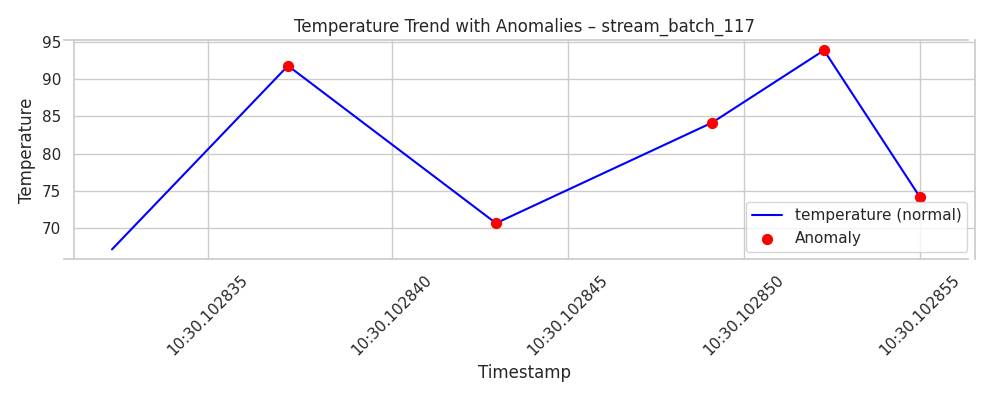 Temperature Trend with Anomalies – stream_batch_117
Temperature
95
90
85
80
75
70
temperature (normal)
Anomaly
10:30.102835
10:30.102840
10:30.102845
10:30.102850
10:30.102855
Timestamp